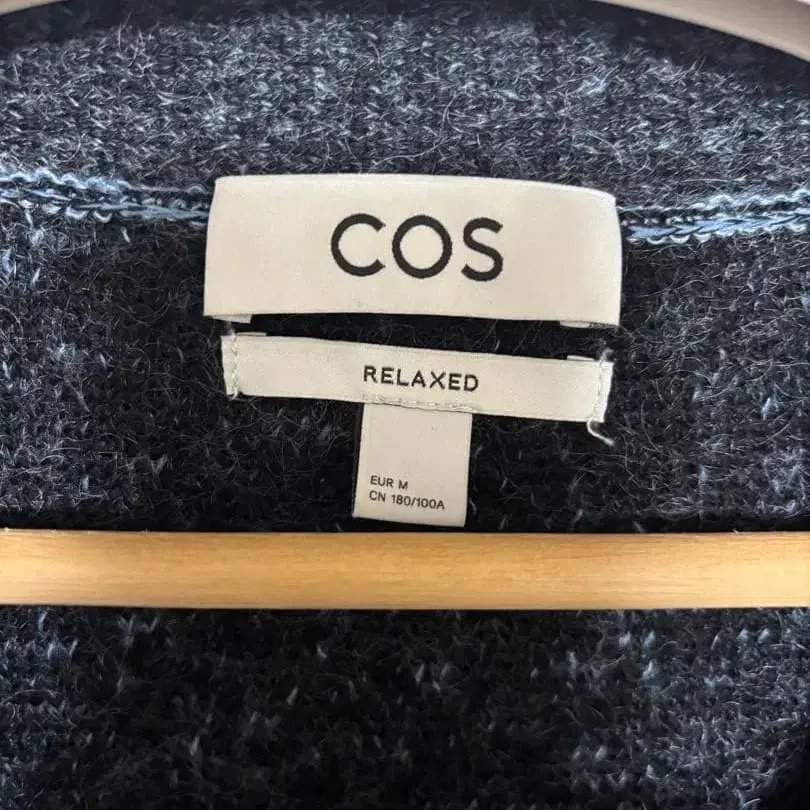 COS
RELAXED
EUR M
CN 180/100A